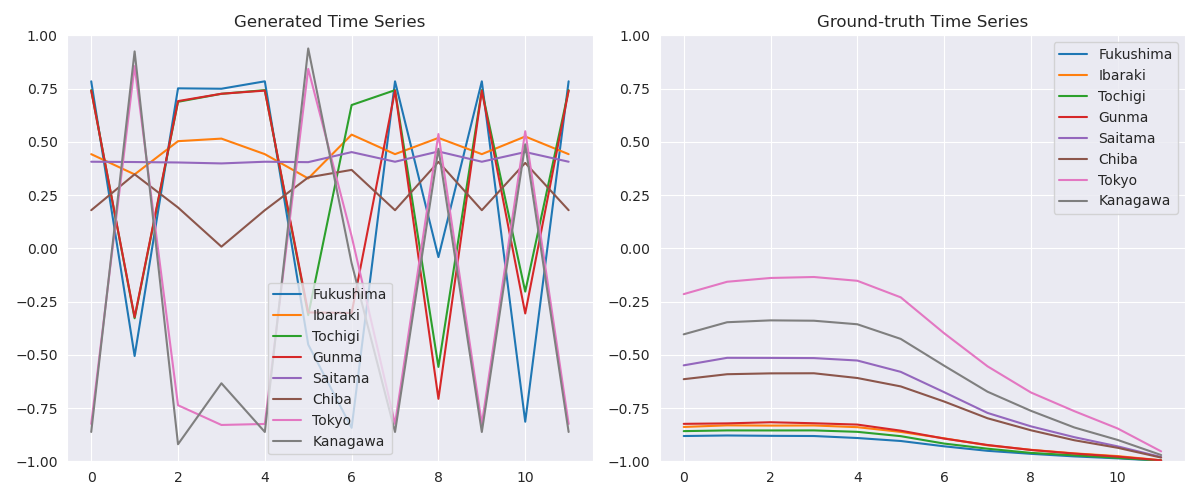 Generated Time Series
1.00
0.75
0.50
0.25
0.00
−0.25
−0.50
−0.75
−1.00
0 2 4 6 8 10
Fukushima
Ibaraki
Tochigi
Gunma
Saitama
Chiba
Tokyo
Kanagawa
Ground-truth Time Series
1.00
0.75
0.50
0.25
0.00
−0.25
−0.50
−0.75
−1.00
0 2 4 6 8 10
Fukushima
Ibaraki
Tochigi
Gunma
Saitama
Chiba
Tokyo
Kanagawa